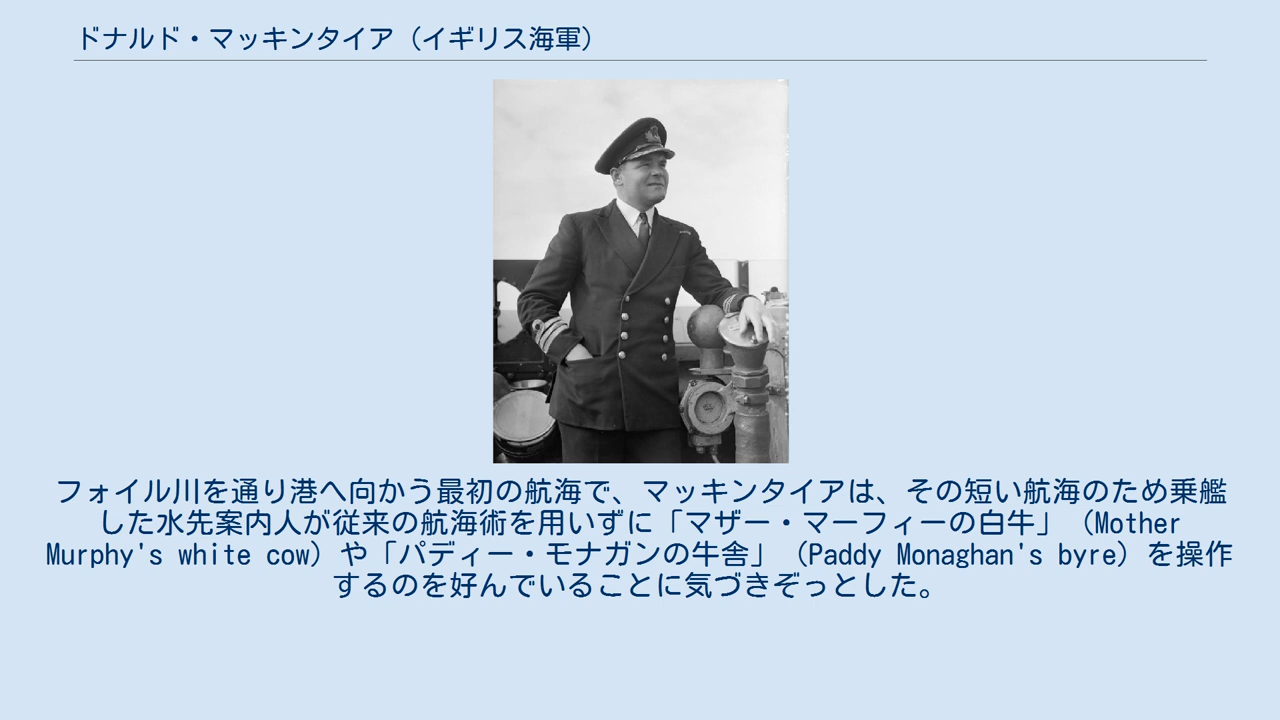 ドナルド・マッキンタイア（イギリス海軍）
フォイル川を通り港へ向かう最初の航海で、マッキンタイアは、その短い航海のため乗艦
した水先案内人が従来の航海術を用いずに「マザー・マーフィーの白牛」（Mother
Murphy's white cow）や「パディー・モナガンの牛舎」（Paddy Monaghan's byre）を操作
するのを好んでいることに気づきぞっとした。